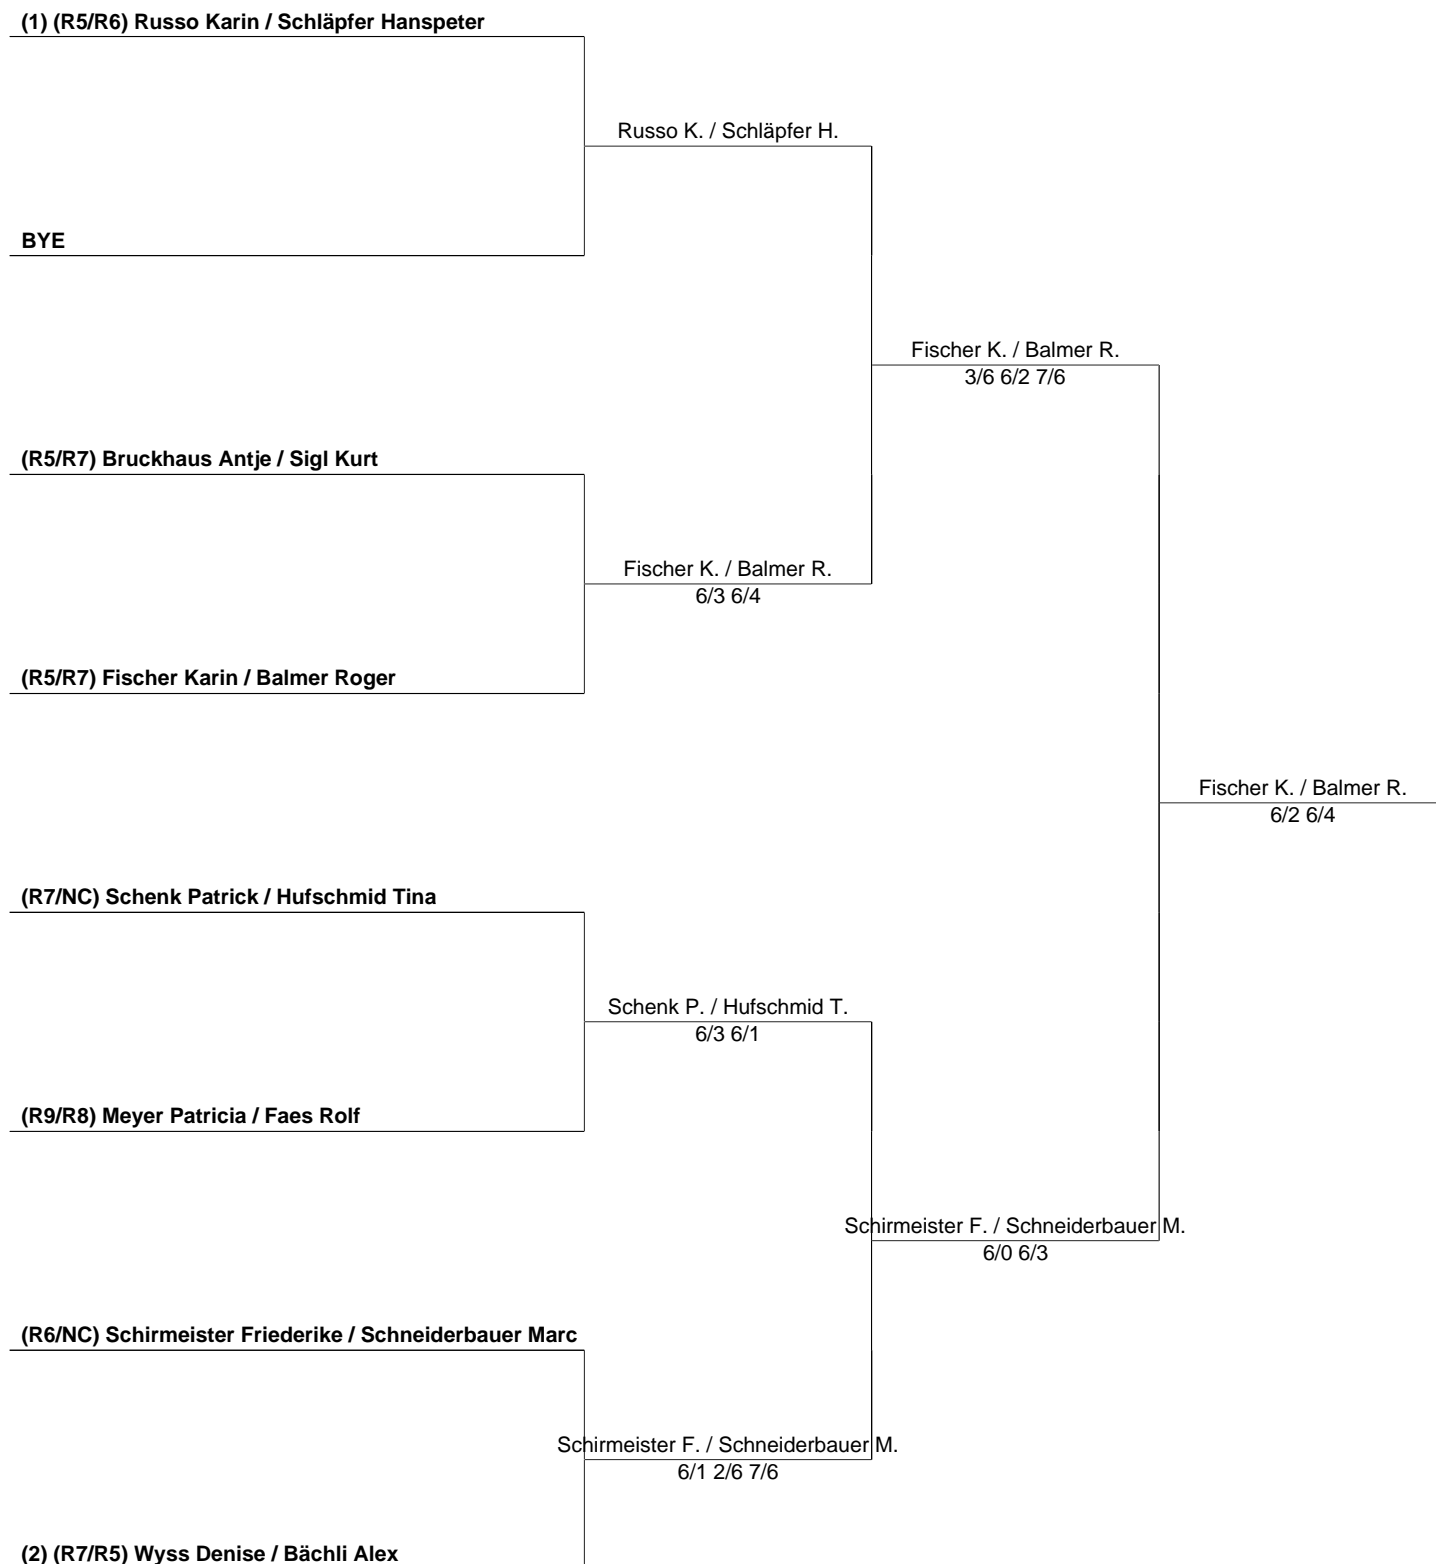 (1) (R5/R6) Russo Karin / Schläpfer Hanspeter
Russo K. / Schläpfer H.
BYE
Fischer K. / Balmer R.
3/6 6/2 7/6
(R5/R7) Bruckhaus Antje / Sigl Kurt
Fischer K. / Balmer R.
6/3 6/4
(R5/R7) Fischer Karin / Balmer Roger
Fischer K. / Balmer R.
6/2 6/4
(R7/NC) Schenk Patrick / Hufschmid Tina
Schenk P. / Hufschmid T.
6/3 6/1
(R9/R8) Meyer Patricia / Faes Rolf
Schirmeister F. / Schneiderbauer M.
6/0 6/3
(R6/NC) Schirmeister Friederike / Schneiderbauer Marc
Schirmeister F. / Schneiderbauer M.
6/1 2/6 7/6
(2) (R7/R5) Wyss Denise / Bächli Alex